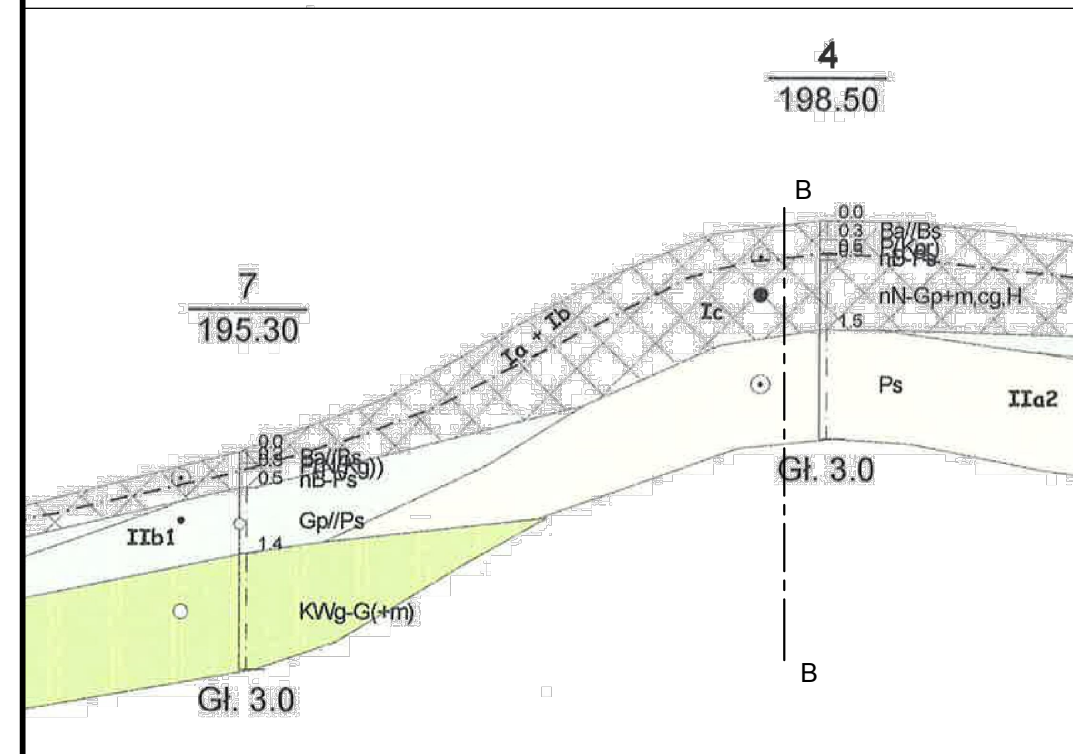 4
198.50
B
0.0
0.3 Ba//Bs
nB-Ps
Ic
nN-Gp+m,cg,H
1.5
7
195.30
Ia + Ib
Ps
IIa2
Gł. 3.0
0.0
Ba//Bs
0.5 nB-Ps
Gp//Ps
IIb1
1.4
KWg-G(+m)
B
Gł. 3.0